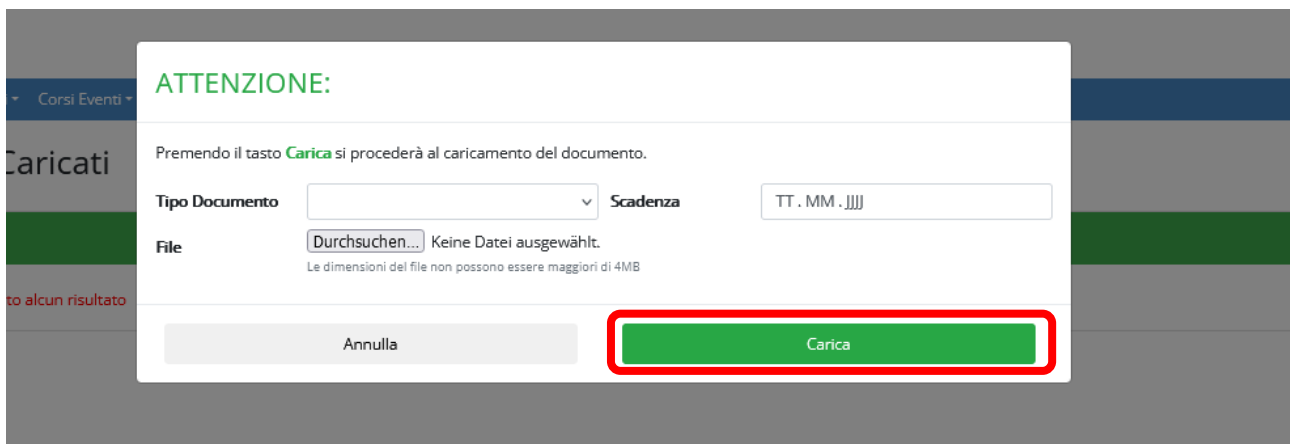 ATTENZIONE:
Corsi Eventi
Caricati
Premendo il tasto Carica si procederà al caricamento del documento.
Tipo Documento
Scadenza
TT . MM . JJJJ
File
Durchsuchen... Keine Datei ausgewählt.
Le dimensioni del file non possono essere maggiori di 4MB
alcun risultato
Annulla
Carica